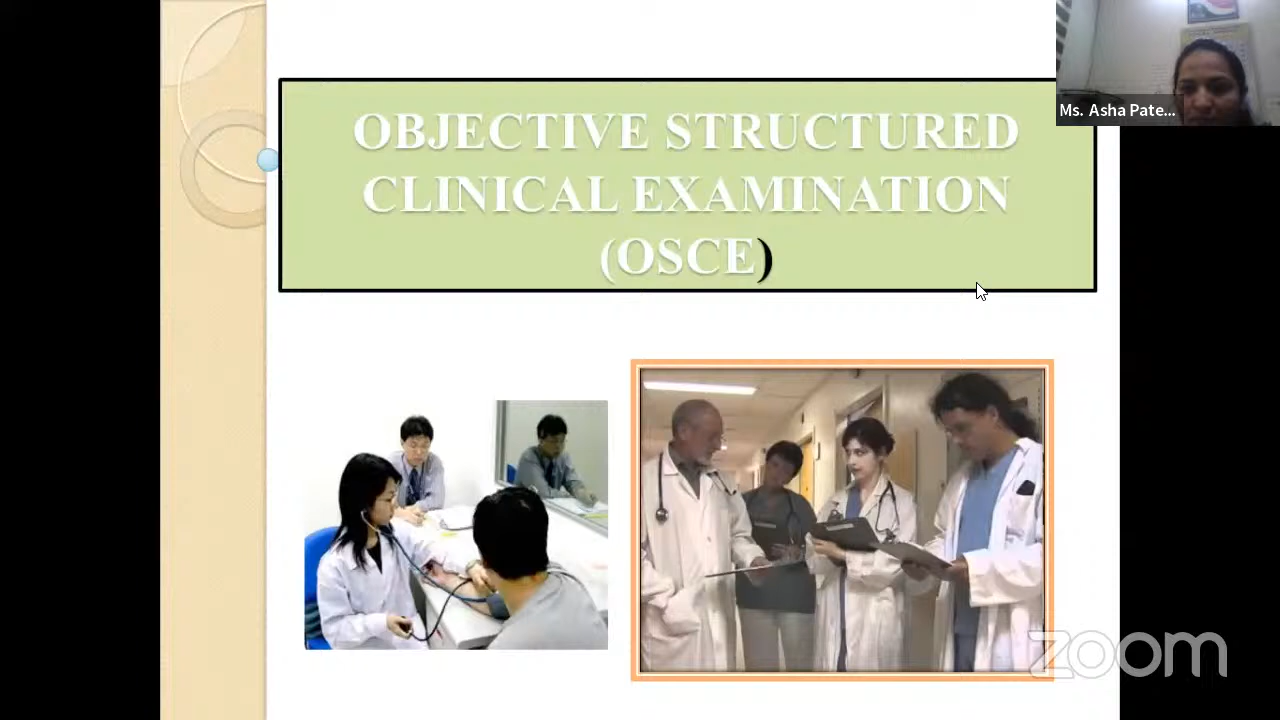 OBJECTIVE STRUCTURED
CLINICAL EXAMINATION
(OSCE)
Ms. Asha Pate...
zoom